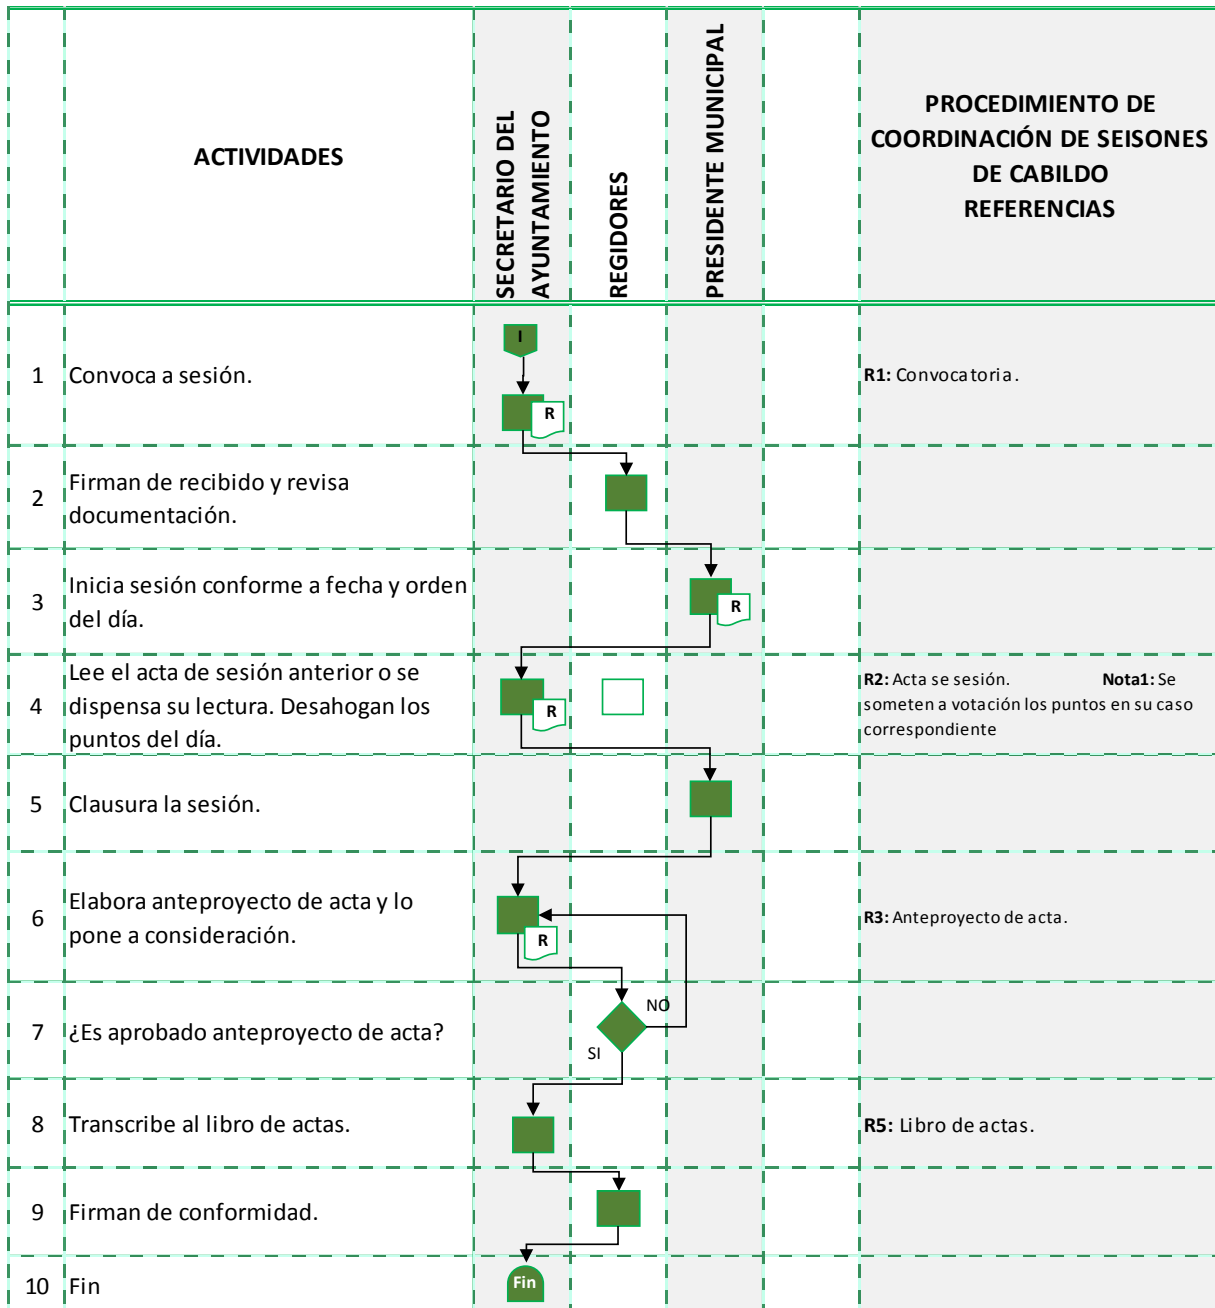 ACTIVIDADES
SECRETARIO DEL
AYUNTAMIENTO
REGIDORES
PRESIDENTE MUNICIPAL
PROCEDIMIENTO DE
COORDINACIÓN DE SEISONES
DE CABILDO
REFERENCIAS
I
1 Convoca a sesión.
R
R1: Convocatoria.
2 Firman de recibido y revisa
documentación.
3 Inicia sesión conforme a fecha y orden
del día.
R
4 Lee el acta de sesión anterior o se
dispensa su lectura. Desahogan los
puntos del día.
R
R2: Acta se sesión. Nota1: Se
someten a votación los puntos en su caso
correspondiente
5 Clausura la sesión.
6 Elabora anteproyecto de acta y lo
pone a consideración.
R
R3: Anteproyecto de acta.
7 ¿Es aprobado anteproyecto de acta?
NO
SI
8 Transcribe al libro de actas.
R5: Libro de actas.
9 Firman de conformidad.
10 Fin
Fin